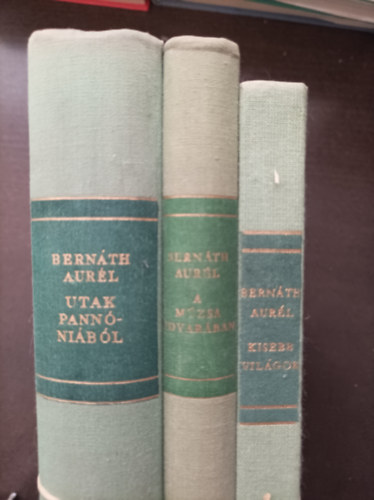 BERNÁTH
AURÉL
UTAK
PANNÓ-
NIÁBÓL
BERNÁTH
AURÉL
A
MÚZSA
UDVARÁBAN
BERNÁTH
AURÉL
KISEBB
VILÁGOK